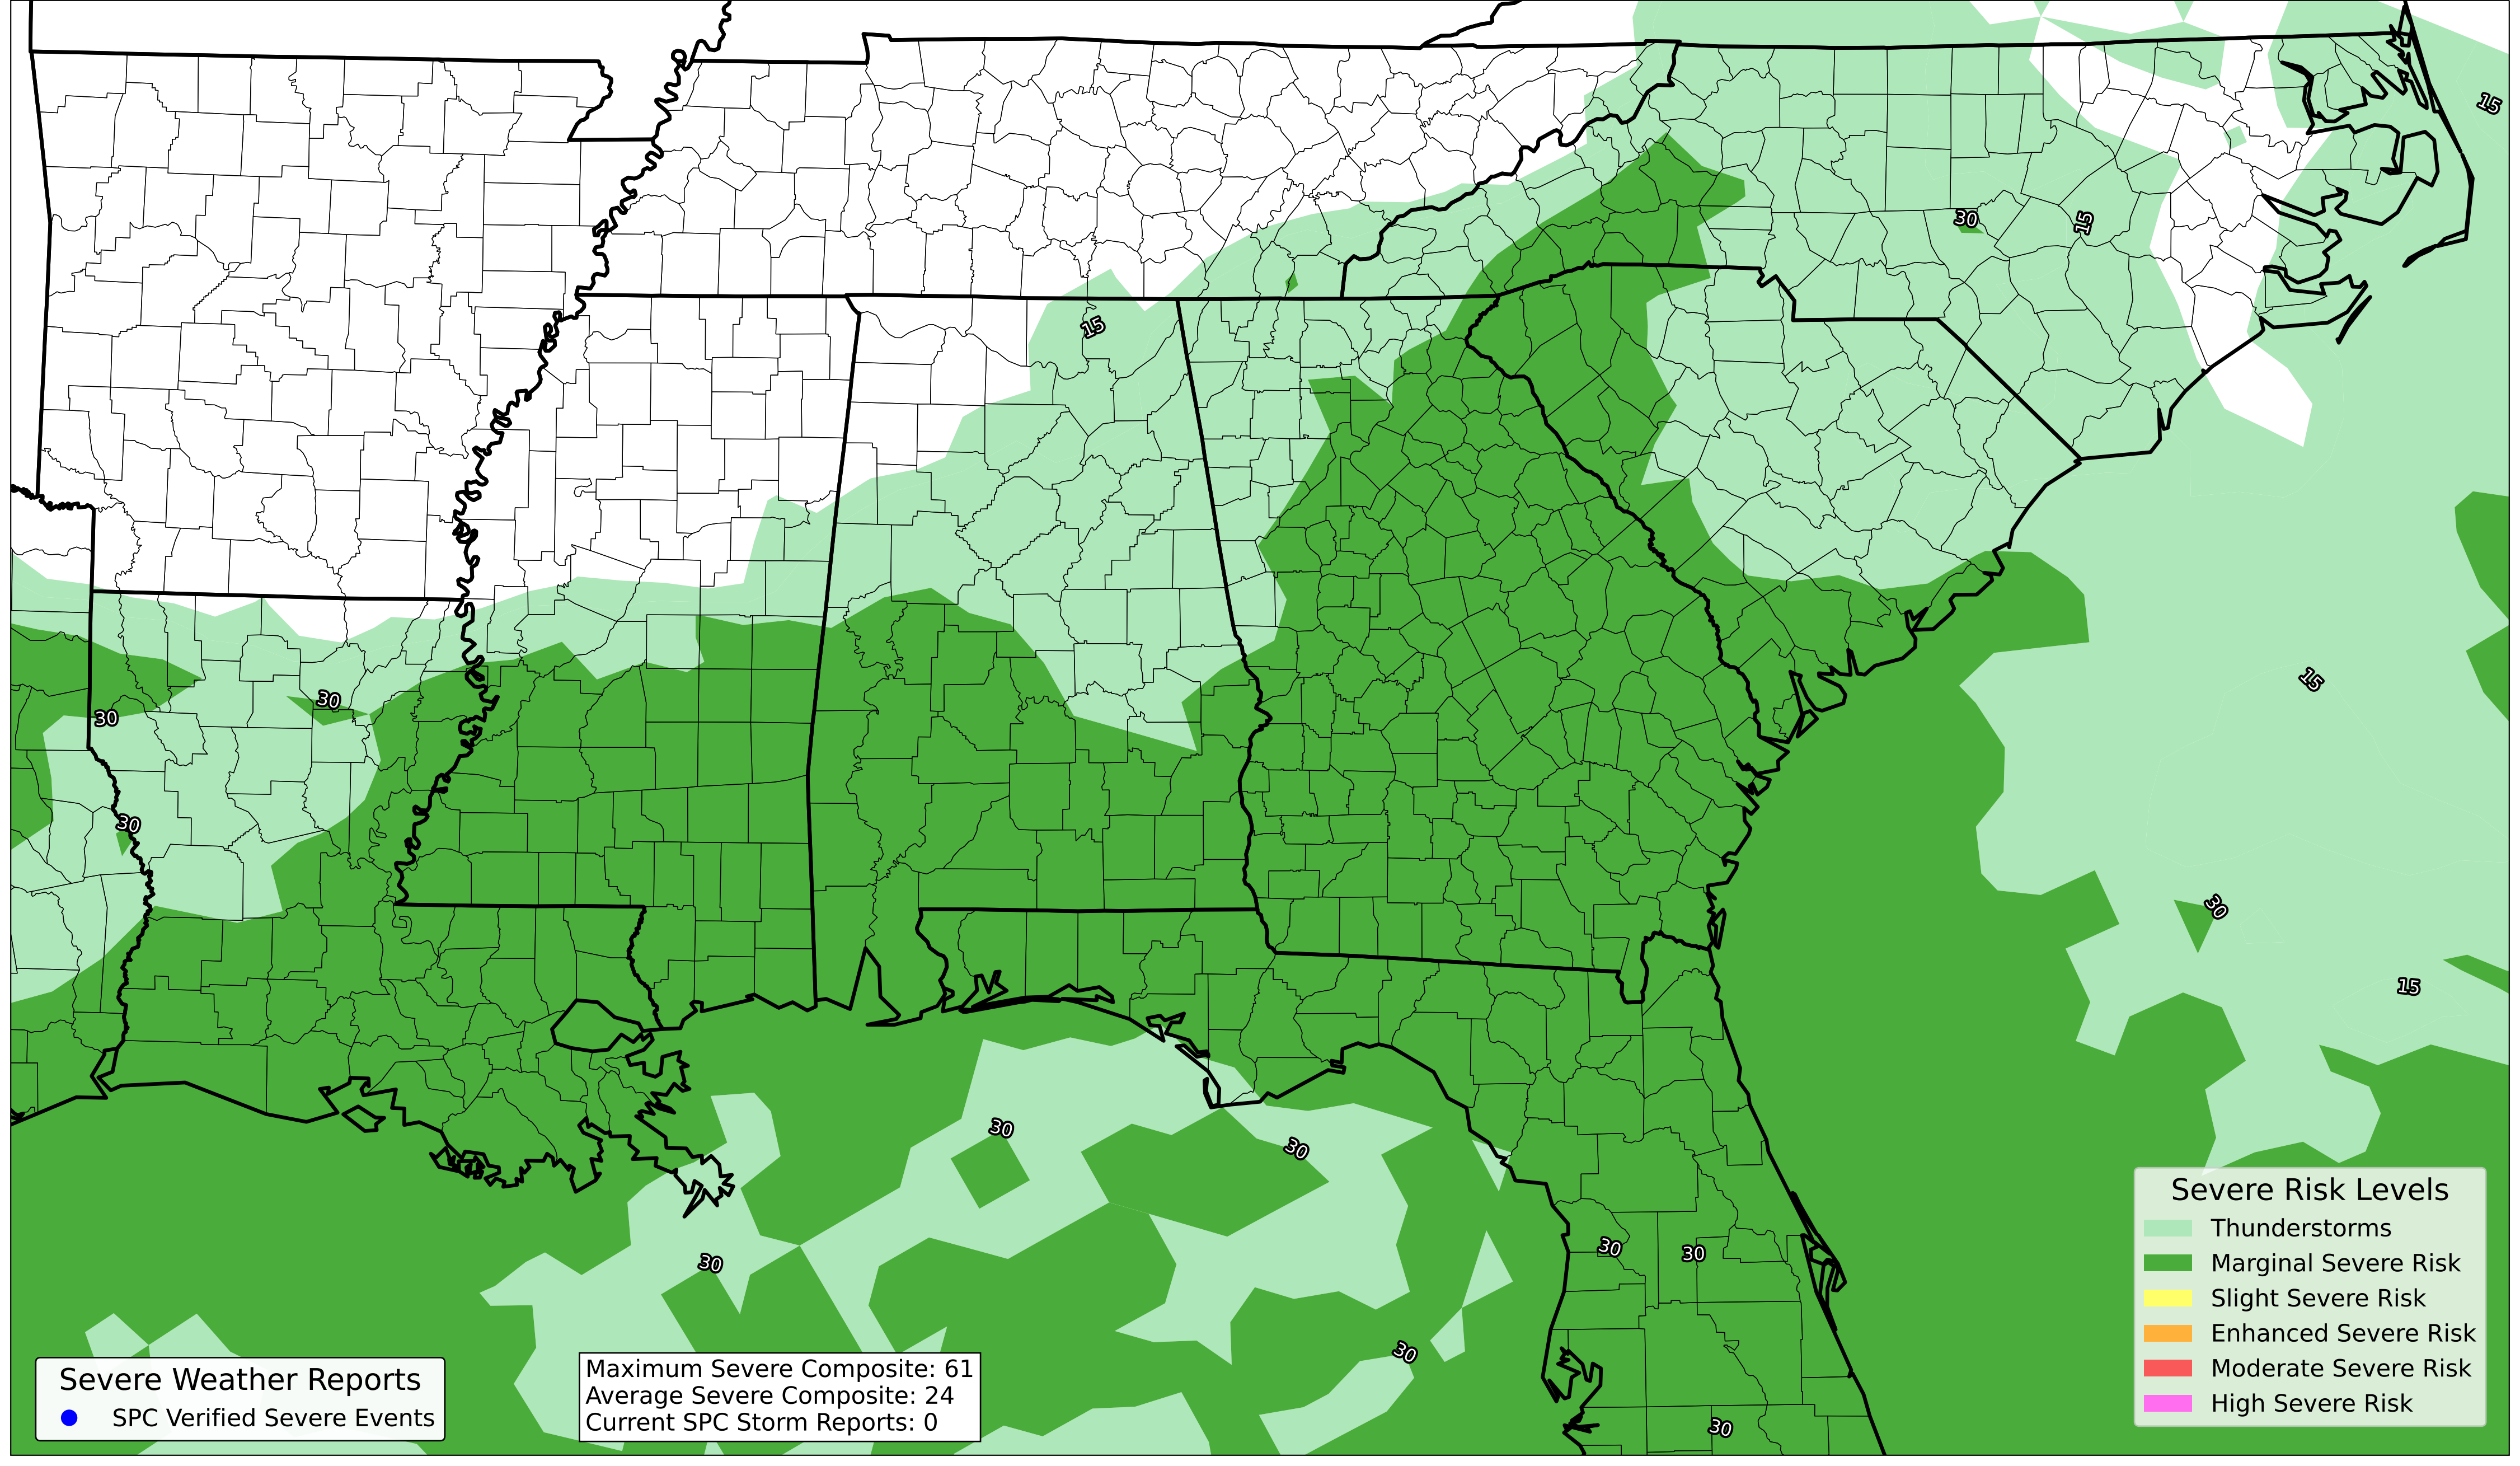 15
30
15
15
30
30
15
30
30
15
30
30
30
30
30
30
30
Severe Risk Levels
Thunderstorms
Marginal Severe Risk
Slight Severe Risk
Enhanced Severe Risk
Moderate Severe Risk
High Severe Risk
Severe Weather Reports
SPC Verified Severe Events
Maximum Severe Composite: 61
Average Severe Composite: 24
Current SPC Storm Reports: 0
30